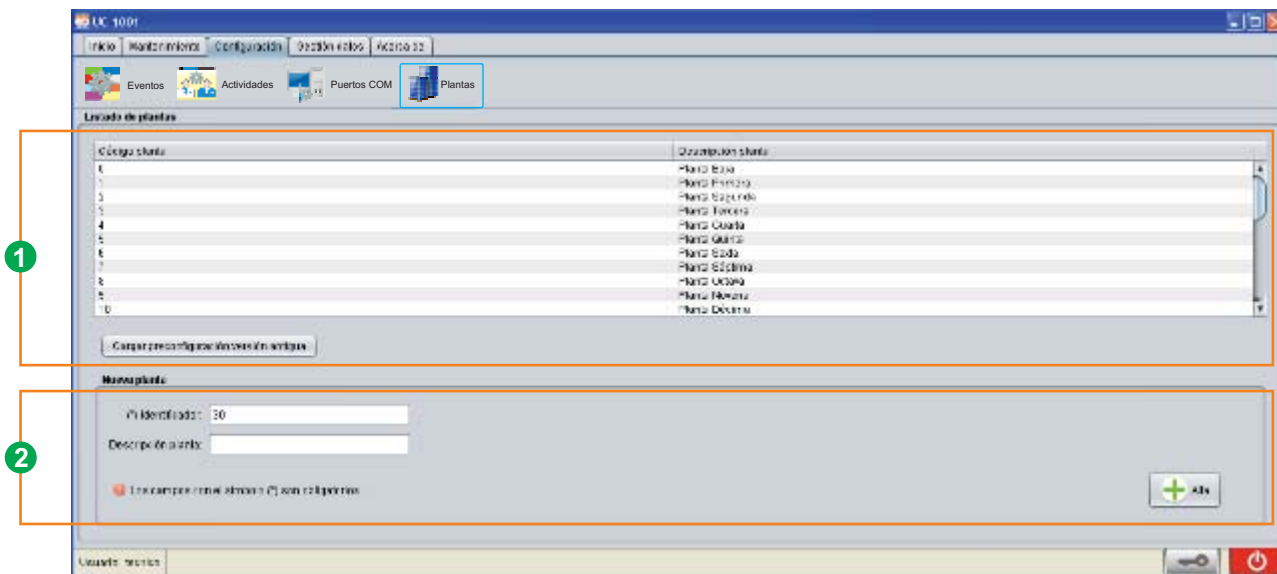 UC 1001
Inicio Mantenimiento Configuración Gestión datos Acerca de
Eventos Actividades Puertos COM Plantas
Listado de plantas
Código planta Descripción planta
0 Planta Baja
1 Planta Primera
2 Planta Segunda
3 Planta Tercera
4 Planta Cuarta
5 Planta Quinta
6 Planta Sexta
7 Planta Séptima
8 Planta Octava
9 Planta Novena
10 Planta Décima
1
Cargar preconfiguración versión antigua
Nueva planta
(*) Identificador: 30
Descripción planta:
2
Los campos con el símbolo (*) son obligatorios
Alta
Usuario: tecnico